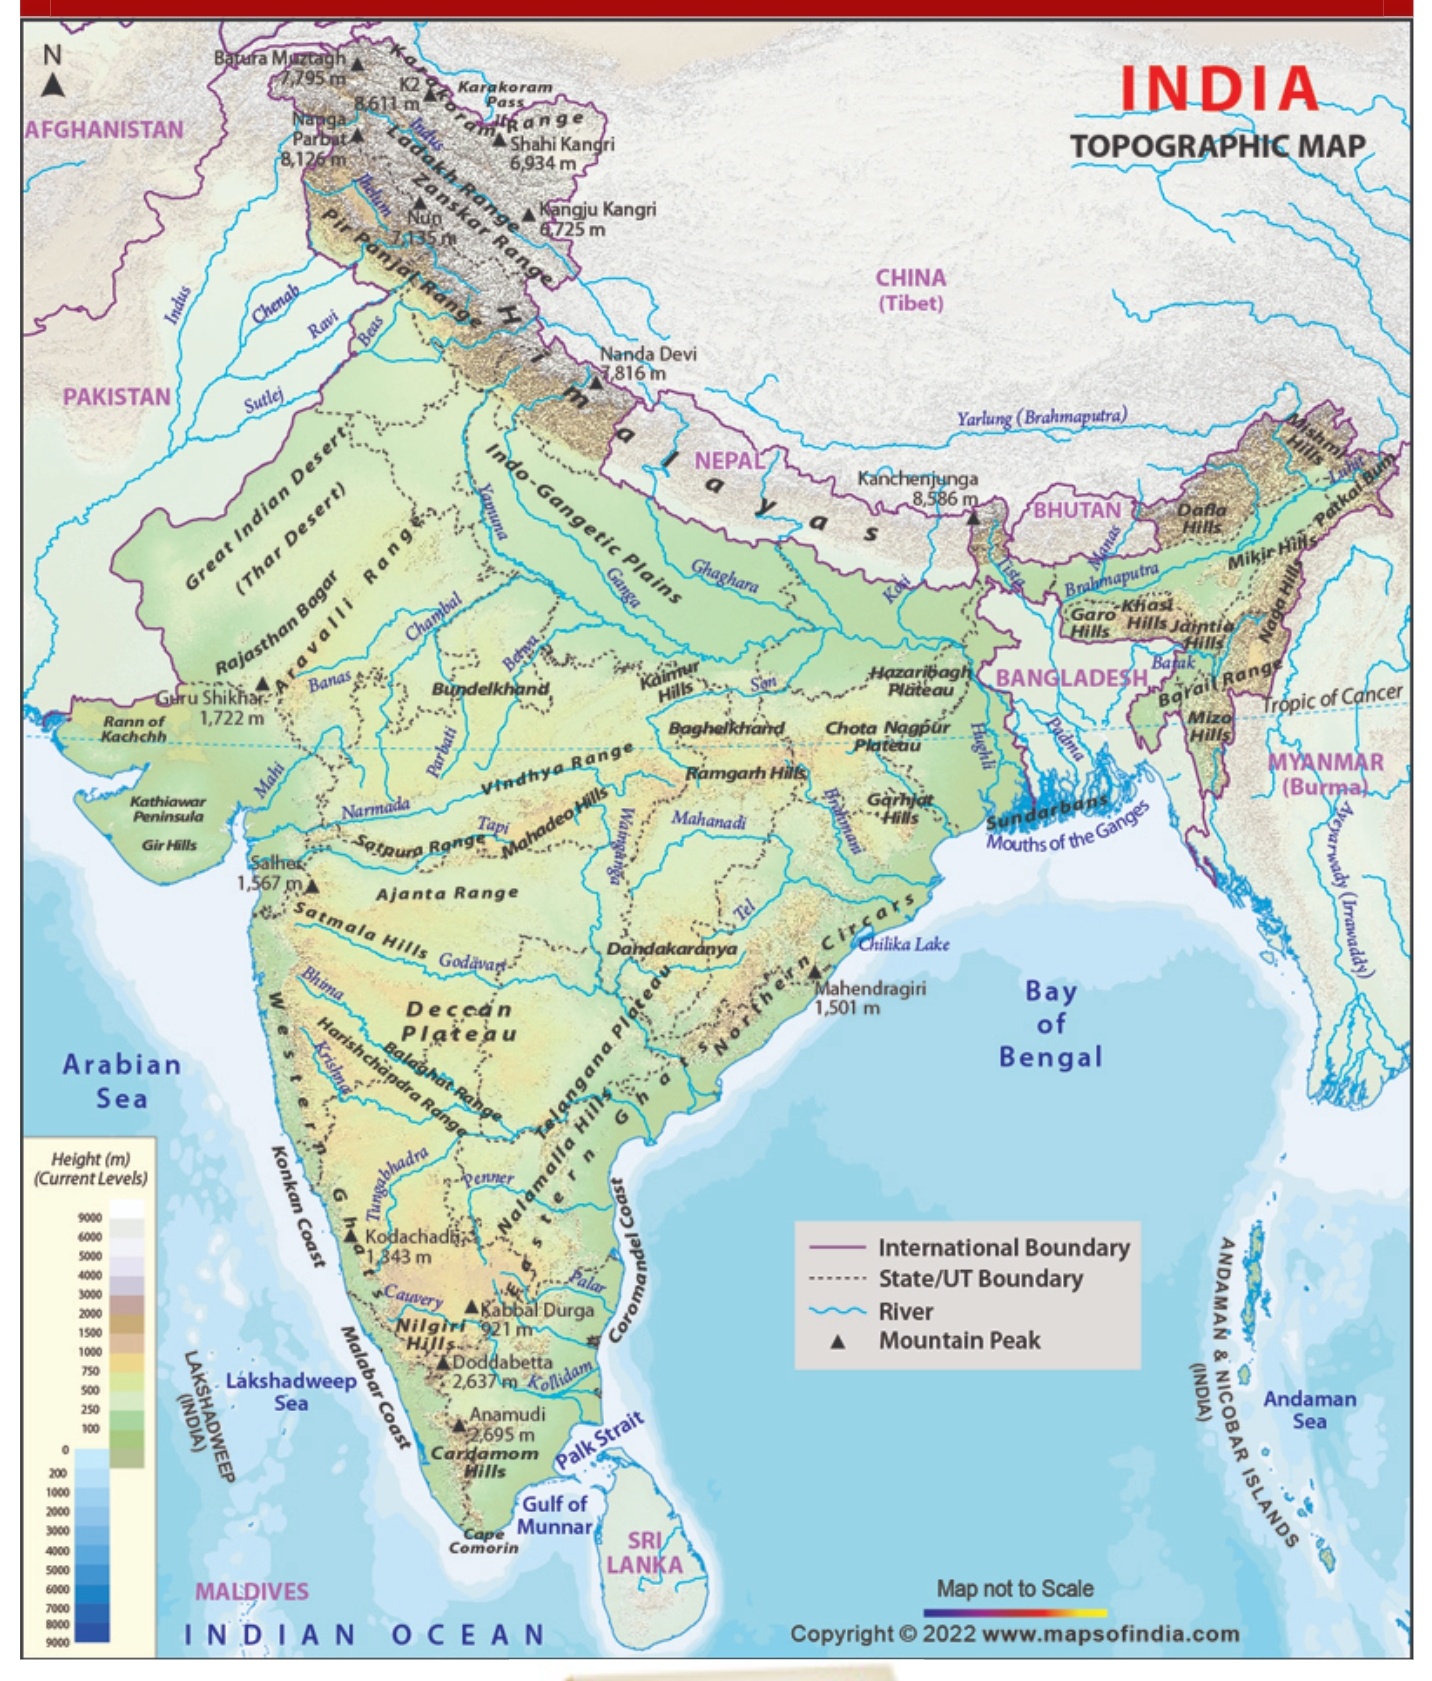 N
INDIA
TOPOGRAPHIC MAP
Batura Muztagh
7,795 m
K2
8,611 m
Karakoram Range
Karakoram
Pass
Nanga
Parbat
8,126 m
Indus
Shahi Kangri
6,934 m
AFGHANISTAN
Ladakh Range
Zanskar Range
Jhelum
Nun
7,135 m
Kangju Kangri
6,725 m
Pir Panjal Range
CHINA
(Tibet)
Indus
Chenab
Ravi
Beas
Sutlej
PAKISTAN
Himalayas
Nanda Devi
7,816 m
Yarlung (Brahmaputra)
NEPAL
Kanchenjunga
8,586 m
BHUTAN
Mishmi
Hills
Luhit
Patkai Bum
Dafla
Hills
Manas
Mikir Hills
Brahmaputra
Tista
Naga Hills
Garo
Hills
Khasi
Hills
Jaintia
Hills
Great Indian Desert
(Thar Desert)
Indo-Gangetic Plains
Yamuna
Ganga
Ghaghara
Kosi
Rajasthan Bagar
Aravalli Range
Chambal
Betwa
Banas
Guru Shikhar
1,722 m
Bundelkhand
Kaimur
Hills
Son
Hazaribagh
Plateau
BANGLADESH
Barak
Barail Range
Tropic of Cancer
Rann of
Kachchh
Parbati
Baghelkhand
Chota Nagpur
Plateau
Hughli
Padma
Mizo
Hills
MYANMAR
(Burma)
Mahi
Vindhya Range
Ramgarh Hills
Kathiawar
Peninsula
Gir Hills
Narmada
Satpura Range
Tapi
Mahadeo Hills
Wainganga
Mahanadi
Brahmani
Garhjat
Hills
Sundarbans
Mouths of the Ganges
Ayeyarwady (Irrawaddy)
Salher
1,567 m
Ajanta Range
Satmala Hills
Godavari
Tel
Dandakaranya
Northern Circars
Chilika Lake
Mahendragiri
1,501 m
Bhima
Deccan
Plateau
Western Ghats
Harishchandra Range
Balaghat Range
Krishna
Telangana Plateau
Eastern Ghats
Nalamalla Hills
Bay
of
Bengal
Arabian
Sea
Height (m)
(Current Levels)
9000
6000
5000
4000
3000
2000
1500
1000
750
500
250
100
0
200
1000
2000
3000
4000
5000
6000
7000
8000
9000
Konkan Coast
Tungabhadra
Penner
Kodachadri
1,343 m
Coromandel Coast
Palar
Cauvery
Kabbal Durga
921 m
Nilgiri
Hills
Doddabetta
2,637 m
Kollidam
Malabar Coast
Anamudi
2,695 m
Cardamom
Hills
Palk Strait
Gulf of
Munnar
Cape
Comorin
SRI
LANKA
LAKSHADWEEP
(INDIA)
Lakshadweep
Sea
MALDIVES
INDIAN OCEAN
International Boundary
State/UT Boundary
River
Mountain Peak
ANDAMAN & NICOBAR ISLANDS
(INDIA)
Andaman
Sea
Map not to Scale
Copyright © 2022 www.mapsofindia.com